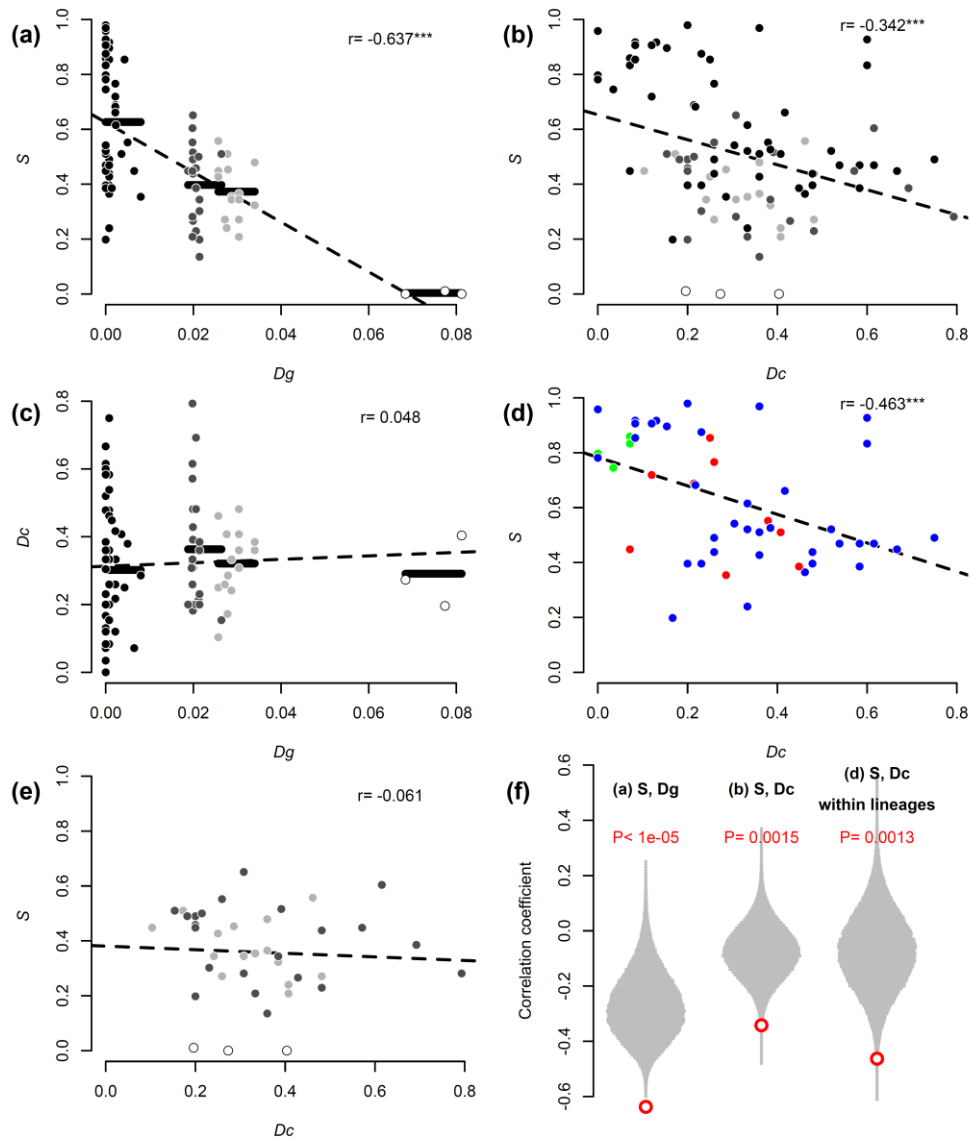 (a)
r= -0.637***
S
0.0 0.2 0.4 0.6 0.8 1.0
0.00 0.02 0.04 0.06 0.08
Dg
(b)
r= -0.342***
S
0.0 0.2 0.4 0.6 0.8 1.0
0.0 0.2 0.4 0.6 0.8
Dc
(c)
r= 0.048
Dc
0.0 0.2 0.4 0.6 0.8
0.00 0.02 0.04 0.06 0.08
Dg
(d)
r= -0.463***
S
0.0 0.2 0.4 0.6 0.8 1.0
0.0 0.2 0.4 0.6 0.8
Dc
(e)
r= -0.061
S
0.0 0.2 0.4 0.6 0.8 1.0
0.0 0.2 0.4 0.6 0.8
Dc
(f)
(a) S, Dg
(b) S, Dc
(d) S, Dc
within lineages
P< 1e-05
P= 0.0015
P= 0.0013
Correlation coefficient
-0.6 -0.4 -0.2 0.0 0.2 0.4 0.6